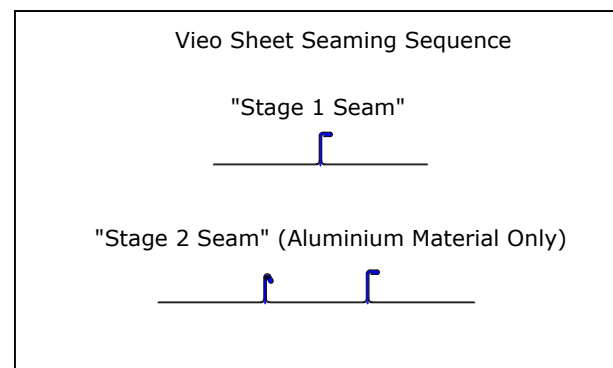 Vieo Sheet Seaming Sequence
"Stage 1 Seam"
"Stage 2 Seam" (Aluminium Material Only)